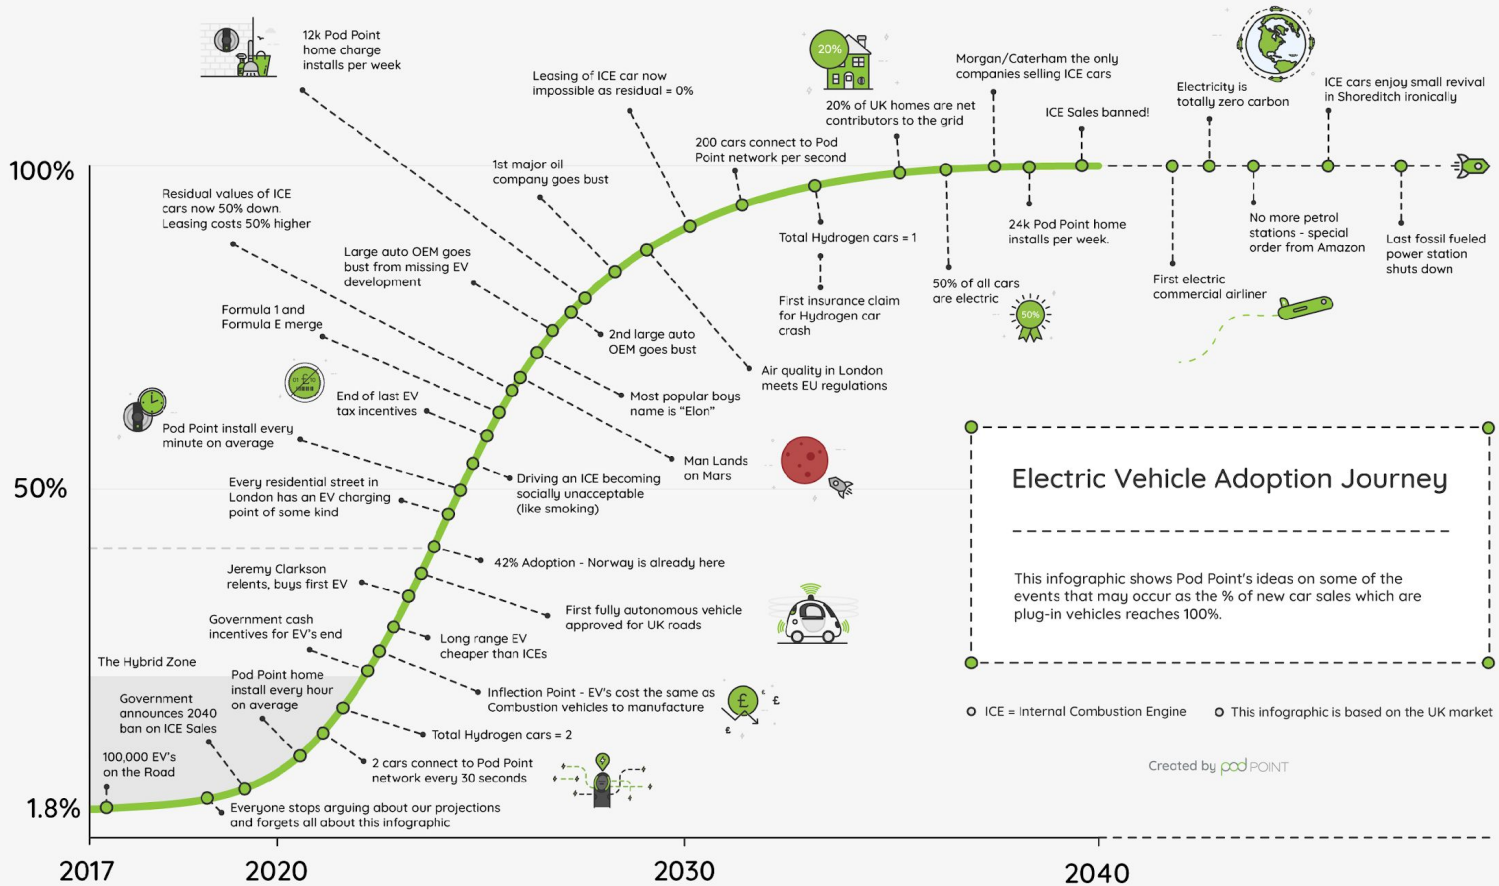 12k Pod Point
home charge
installs per week
Leasing of ICE car now
impossible as residual = 0%
20%
20% of UK homes are net
contributors to the grid
Morgan/Caterham the only
companies selling ICE cars
ICE Sales banned!
Electricity is
totally zero carbon
ICE cars enjoy small revival
in Shoreditch ironically
100%
Residual values of ICE
cars now 50% down.
Leasing costs 50% higher
1st major oil
company goes bust
200 cars connect to Pod
Point network per second
Large auto OEM goes
bust from missing EV
development
Total Hydrogen cars = 1
First insurance claim
for Hydrogen car
crash
24k Pod Point home
installs per week.
50% of all cars
are electric
50%
First electric
commercial airliner
No more petrol
stations - special
order from Amazon
Last fossil fueled
power station
shuts down
Formula 1 and
Formula E merge
2nd large auto
OEM goes bust
Air quality in London
meets EU regulations
End of last EV
tax incentives
Most popular boys
name is “Elon”
Pod Point install every
minute on average
Man Lands
on Mars
50%
Every residential street in
London has an EV charging
point of some kind
Driving an ICE becoming
socially unacceptable
(like smoking)
42% Adoption - Norway is already here
Jeremy Clarkson
relents, buys first EV
First fully autonomous vehicle
approved for UK roads
Government cash
incentives for EV's end
Long range EV
cheaper than ICEs
The Hybrid Zone
Pod Point home
install every hour
on average
Inflection Point - EV's cost the same as
Combustion vehicles to manufacture
£
£
£
Government
announces 2040
ban on ICE Sales
Total Hydrogen cars = 2
100,000 EV's
on the Road
2 cars connect to Pod Point
network every 30 seconds
1.8%
Everyone stops arguing about our projections
and forgets all about this infographic
2017
2020
2030
2040
Electric Vehicle Adoption Journey
This infographic shows Pod Point's ideas on some of the
events that may occur as the % of new car sales which are
plug-in vehicles reaches 100%.
ICE = Internal Combustion Engine
This infographic is based on the UK market
Created by pod POINT